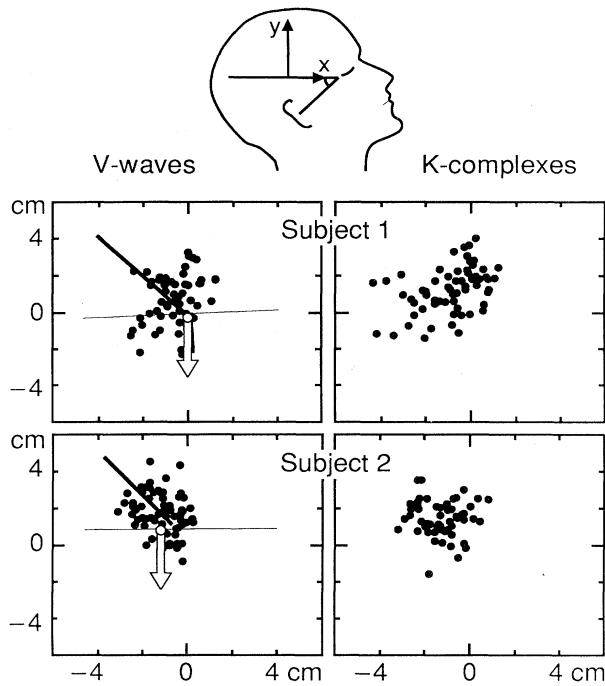 y
x
V-waves K-complexes
cm
Subject 1
4
0
−4
cm
Subject 2
4
0
−4
−4 0 4 cm −4 0 4 cm